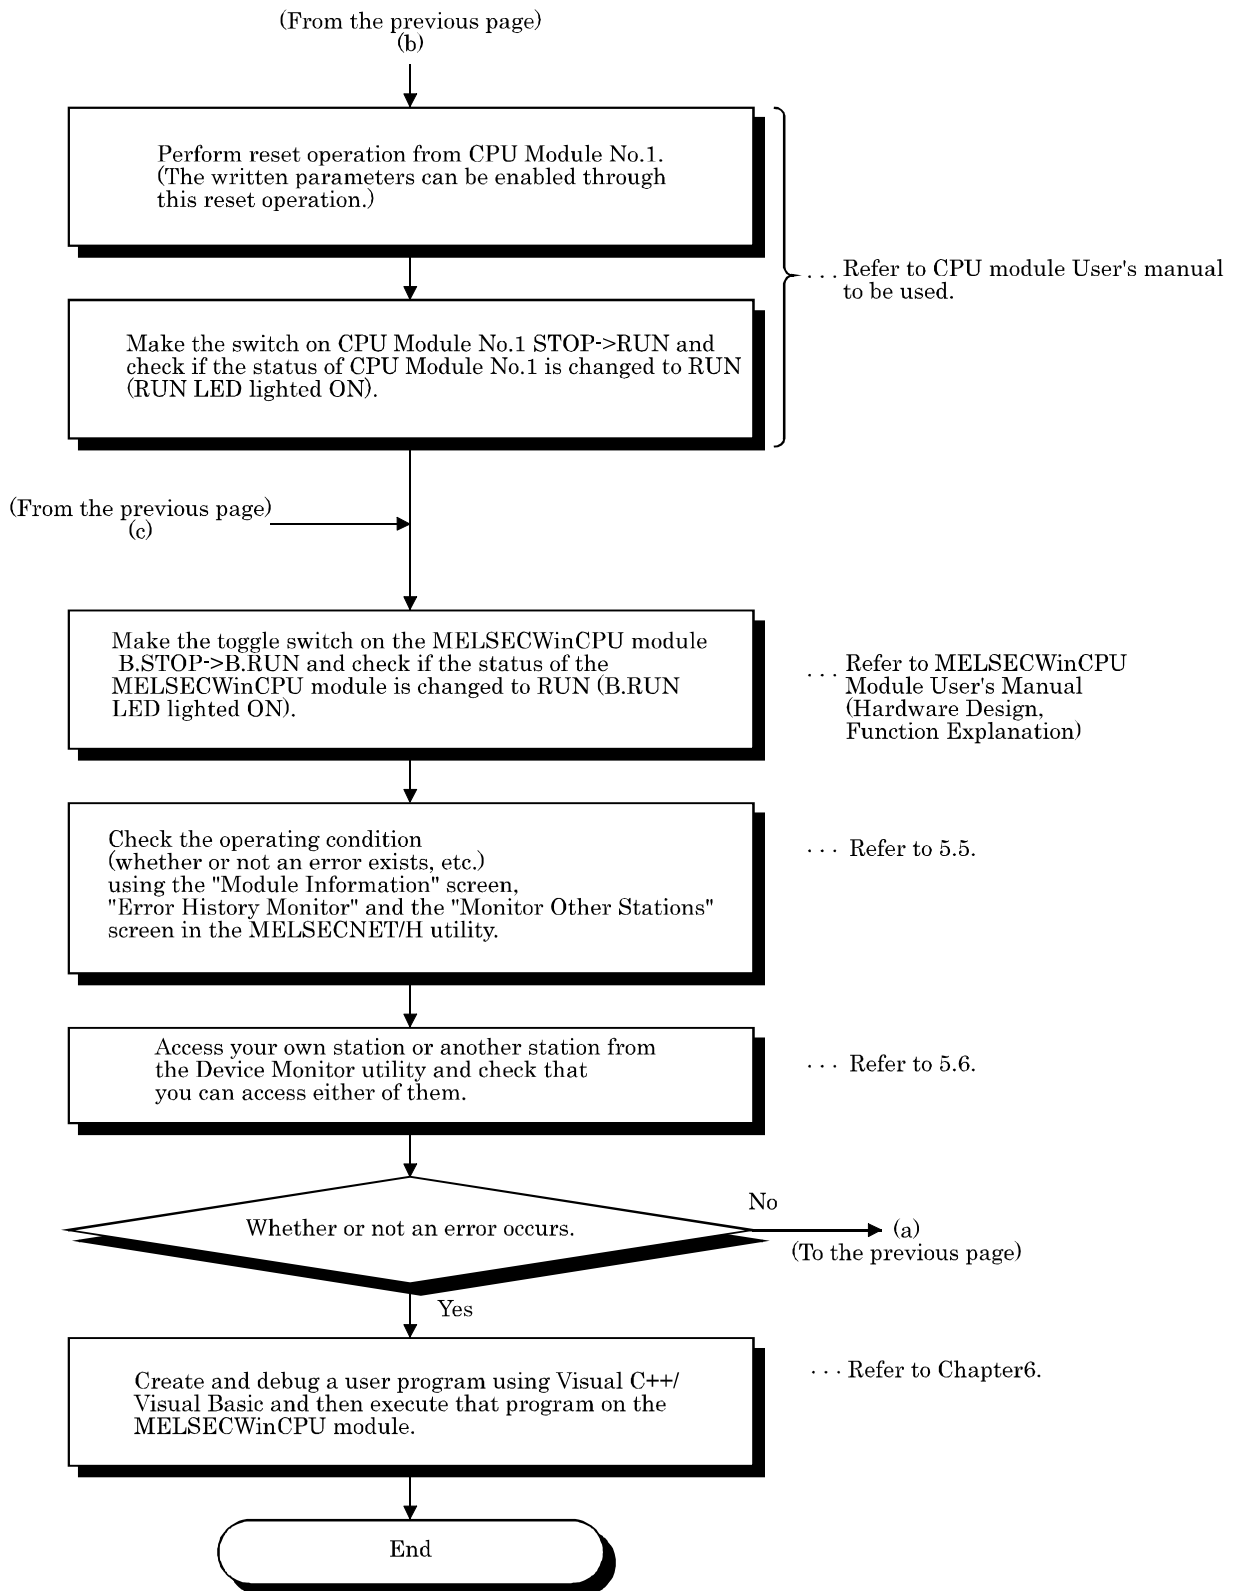 (From the previous page)
(b)
Perform reset operation from CPU Module No.1.
(The written parameters can be enabled through
this reset operation.)
Make the switch on CPU Module No.1 STOP->RUN and
check if the status of CPU Module No.1 is changed to RUN
(RUN LED lighted ON).
. . . Refer to CPU module User's manual
to be used.
(From the previous page)
(c)
Make the toggle switch on the MELSECWinCPU module
B.STOP->B.RUN and check if the status of the
MELSECWinCPU module is changed to RUN (B.RUN
LED lighted ON).
. . . Refer to MELSECWinCPU
Module User's Manual
(Hardware Design,
Function Explanation)
Check the operating condition
(whether or not an error exists, etc.)
using the "Module Information" screen,
"Error History Monitor" and the "Monitor Other Stations"
screen in the MELSECNET/H utility.
. . . Refer to 5.5.
Access your own station or another station from
the Device Monitor utility and check that
you can access either of them.
. . . Refer to 5.6.
Whether or not an error occurs.
No
(a)
(To the previous page)
Yes
Create and debug a user program using Visual C++/
Visual Basic and then execute that program on the
MELSECWinCPU module.
. . . Refer to Chapter6.
End